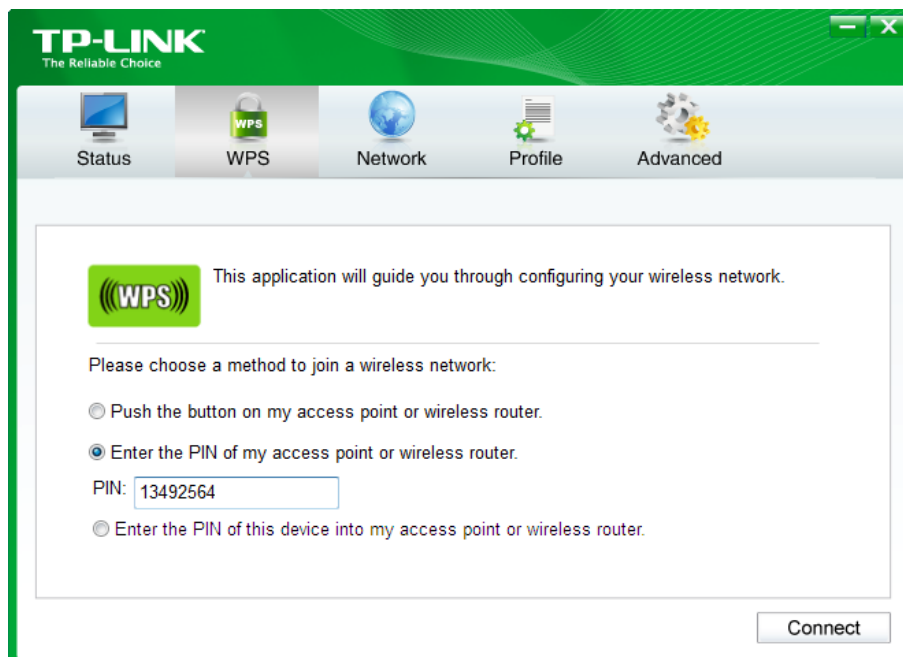 TP-LINK
The Reliable Choice
Status WPS Network Profile Advanced
WPS
This application will guide you through configuring your wireless network.
WPS
Please choose a method to join a wireless network:
Push the button on my access point or wireless router.
Enter the PIN of my access point or wireless router.
PIN: 13492564
Enter the PIN of this device into my access point or wireless router.
Connect